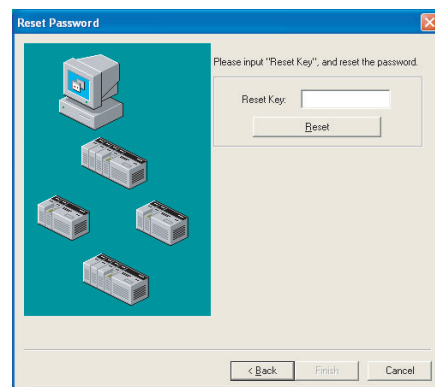 Reset Password
Please input "Reset Key", and reset the password.
Reset Key:
Reset
< Back
Finish
Cancel